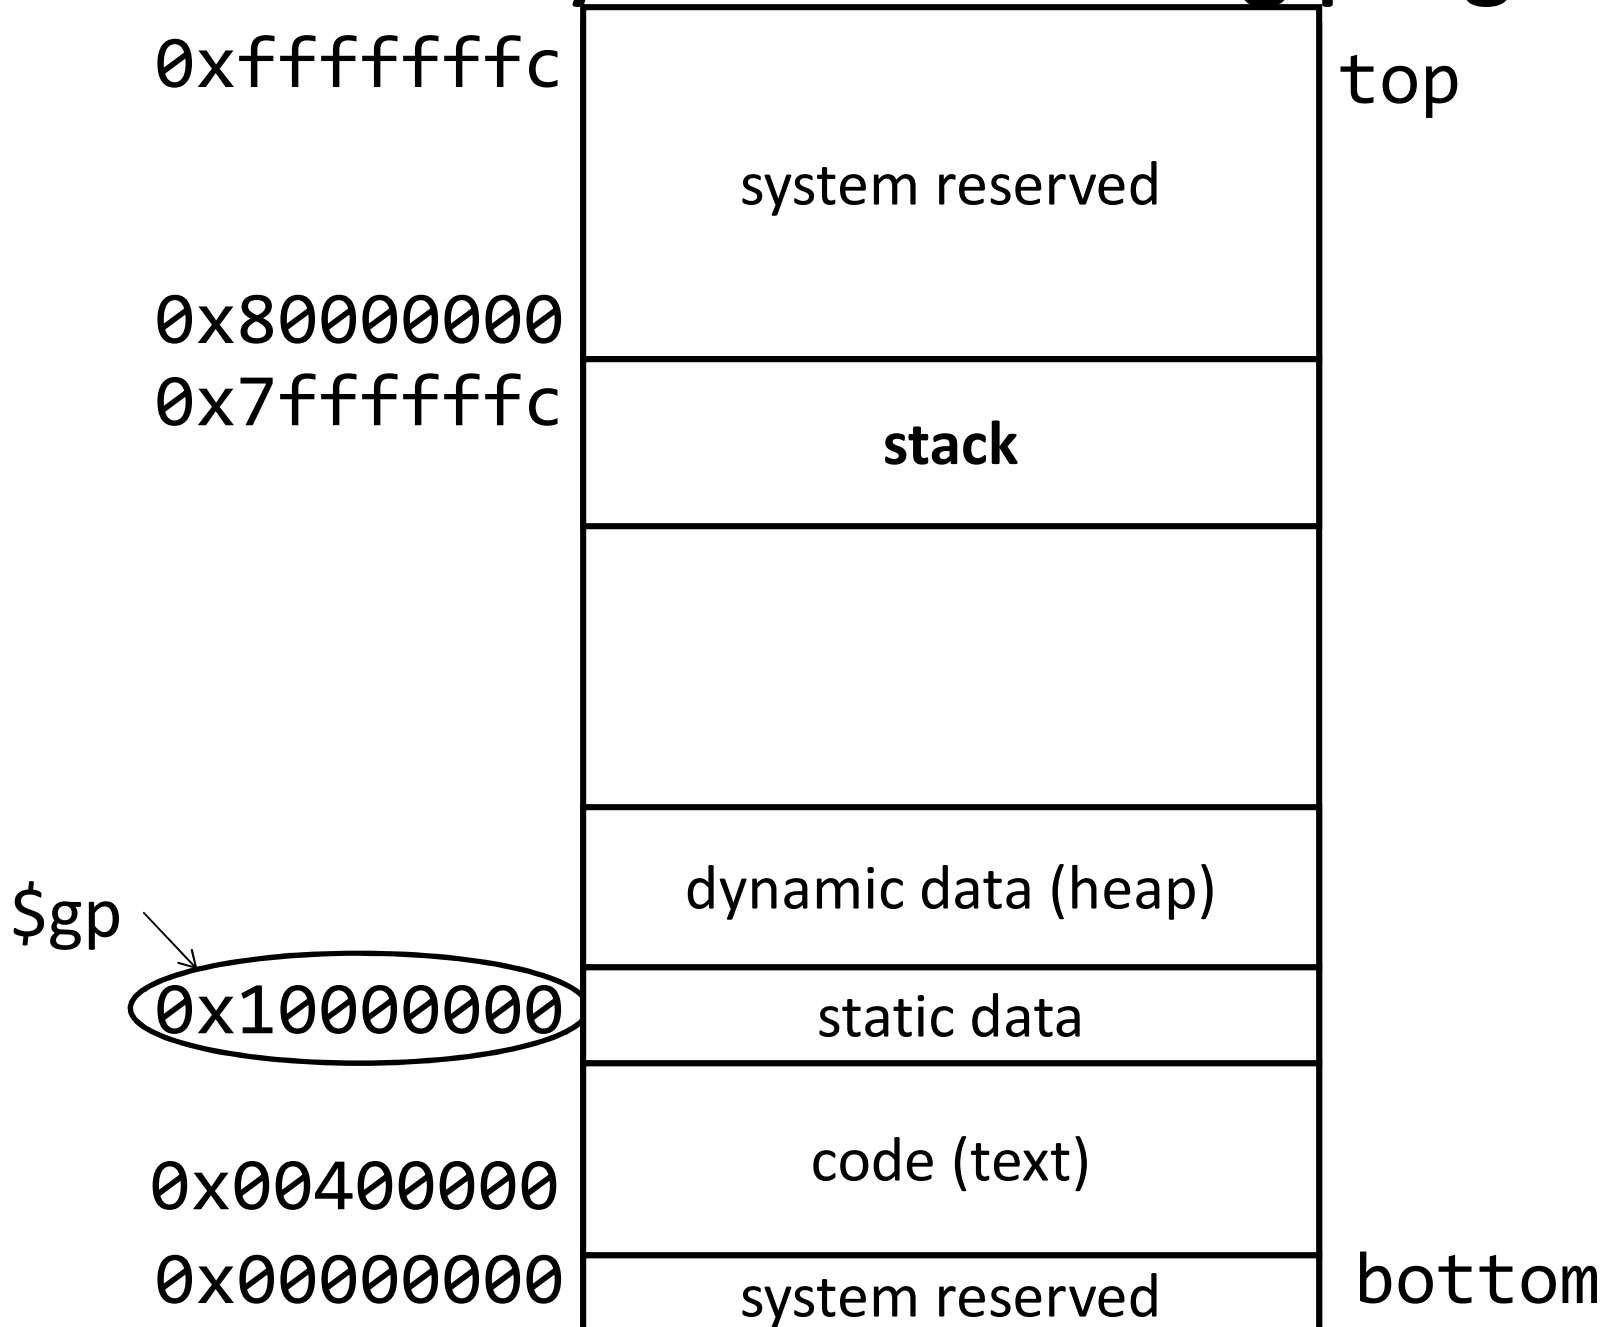 0xfffffffc
top
system reserved
0x80000000
0x7ffffffc
stack
dynamic data (heap)
$gp
0x10000000
static data
code (text)
0x00400000
0x00000000
bottom
system reserved